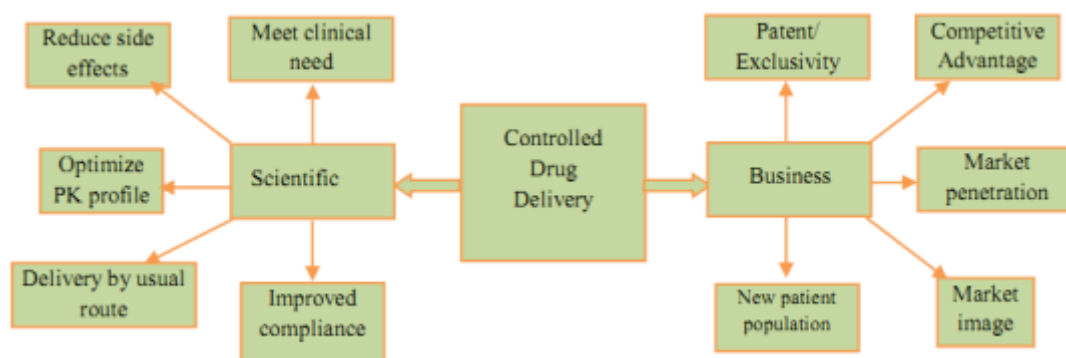 Reduce side
effects
Meet clinical
need
Patent/
Exclusivity
Competitive
Advantage
Optimize
PK profile
Scientific
Controlled
Drug
Delivery
Business
Market
penetration
Delivery by usual
route
Improved
compliance
New patient
population
Market
image